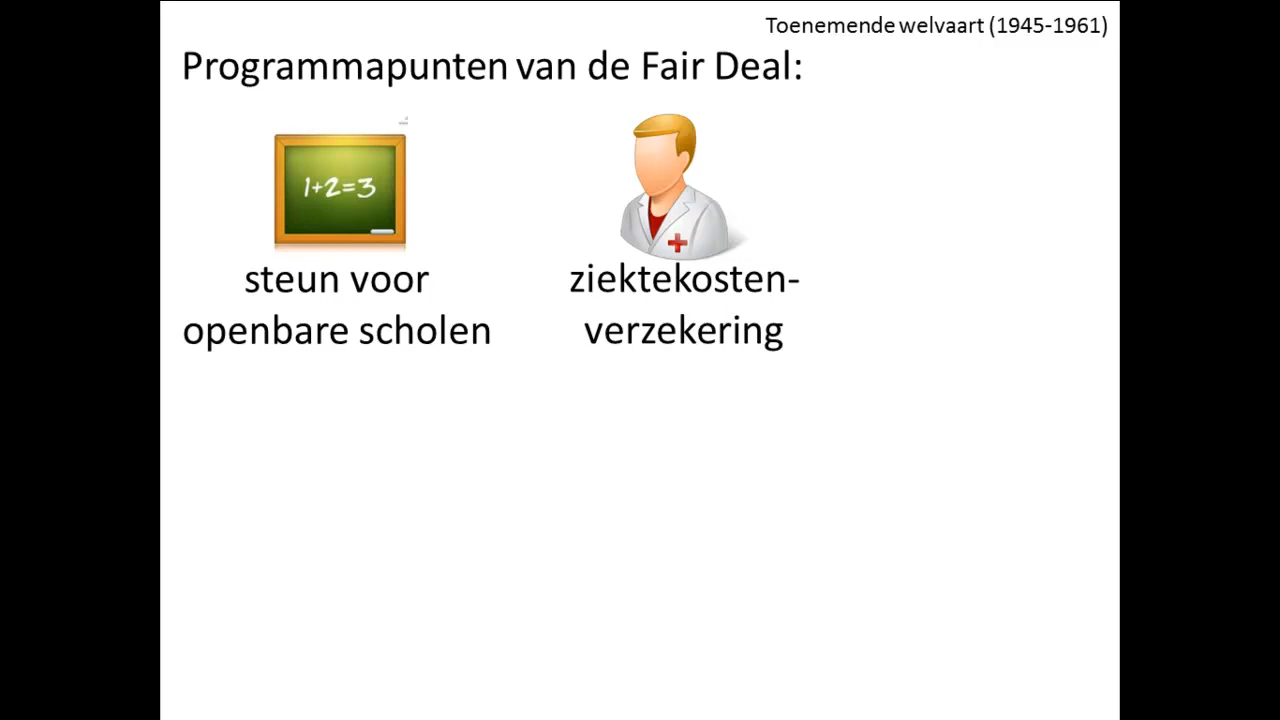 Toenemende welvaart (1945-1961)
Programmapunten van de Fair Deal:
1+2=3
steun voor
openbare scholen
ziektekosten-
verzekering